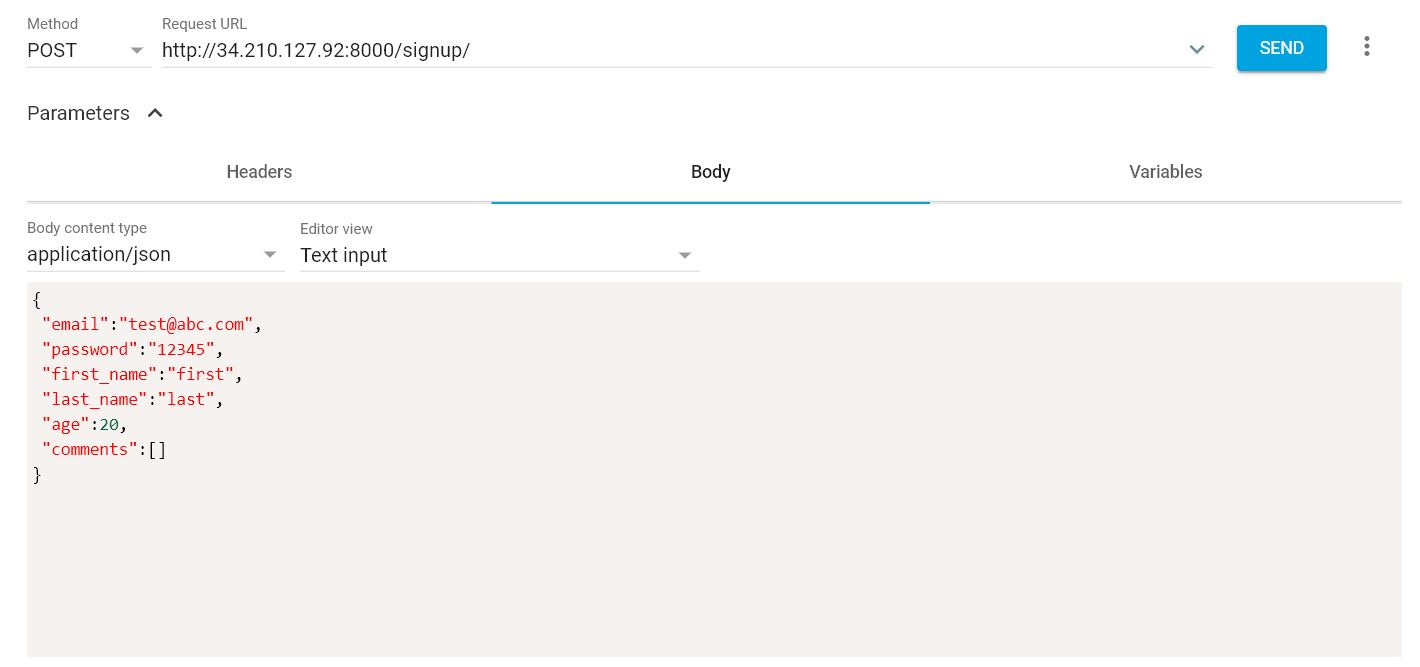 Method
Request URL
POST
http://34.210.127.92:8000/signup/
SEND
Parameters
Headers
Body
Variables
Body content type
Editor view
application/json
Text input
{
"email":"test@abc.com",
"password":"12345",
"first_name":"first",
"last_name":"last",
"age":20,
"comments":[]
}